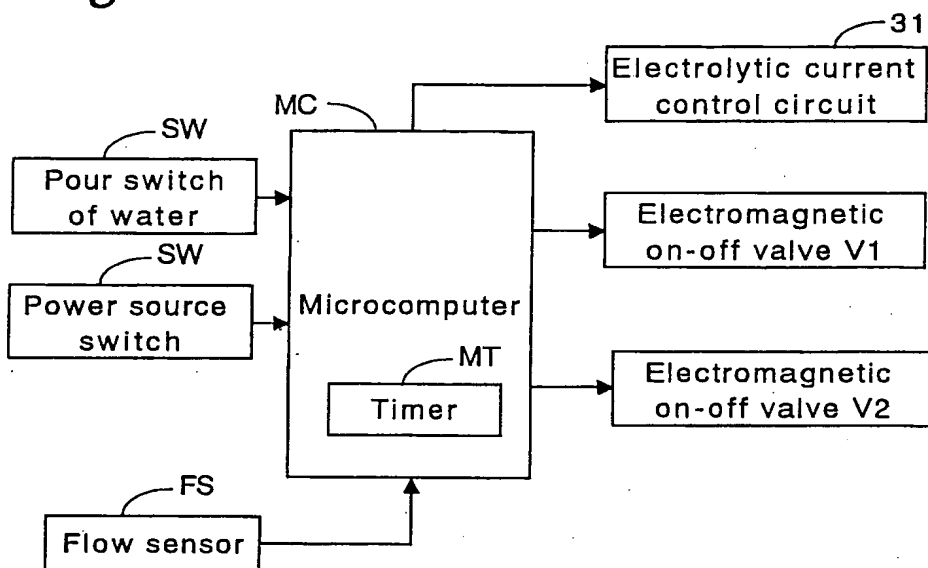 31
Electrolytic current
control circuit
MC
SW
Pour switch
of water
Electromagnetic
on-off valve V1
SW
Power source
switch
Microcomputer
MT
Timer
Electromagnetic
on-off valve V2
FS
Flow sensor